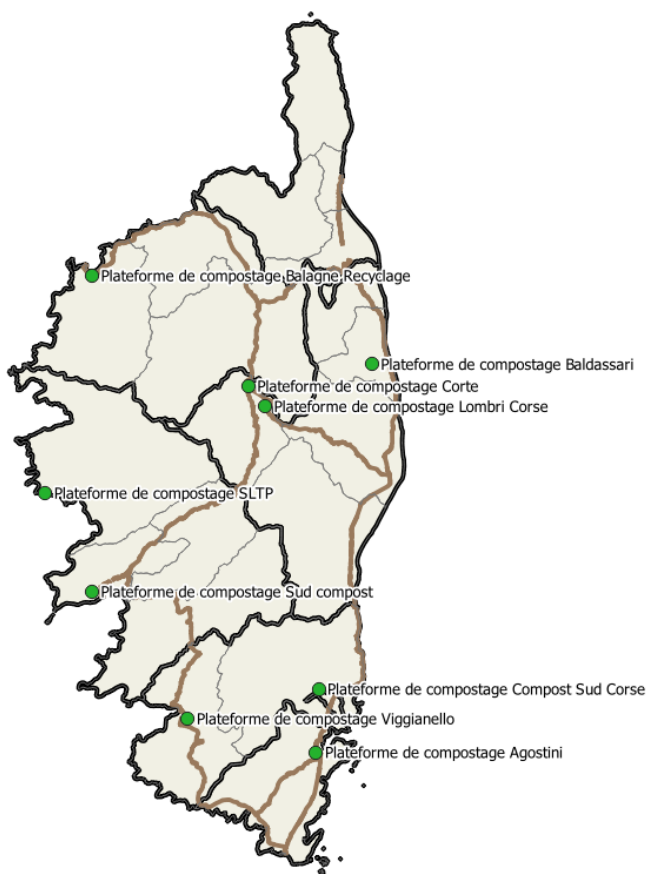 Plateforme de compostage Balagne Recyclage
Plateforme de compostage Baldassari
Plateforme de compostage Corte
Plateforme de compostage Lombri Corse
Plateforme de compostage SLTP
Plateforme de compostage Sud compost
Plateforme de compostage Compost Sud Corse
Plateforme de compostage Viggianello
Plateforme de compostage Agostini